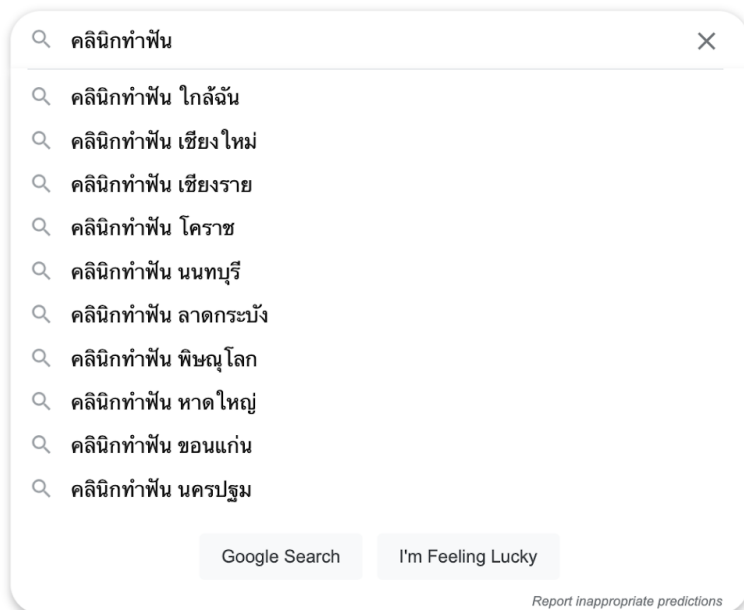 คลินิกทำฟัน
คลินิกทำฟัน ใกล้ฉัน
คลินิกทำฟัน เชียงใหม่
คลินิกทำฟัน เชียงราย
คลินิกทำฟัน โคราช
คลินิกทำฟัน นนทบุรี
คลินิกทำฟัน ลาดกระบัง
คลินิกทำฟัน พิษณุโลก
คลินิกทำฟัน หาดใหญ่
คลินิกทำฟัน ขอนแก่น
คลินิกทำฟัน นครปฐม
Google Search I'm Feeling Lucky
Report inappropriate predictions